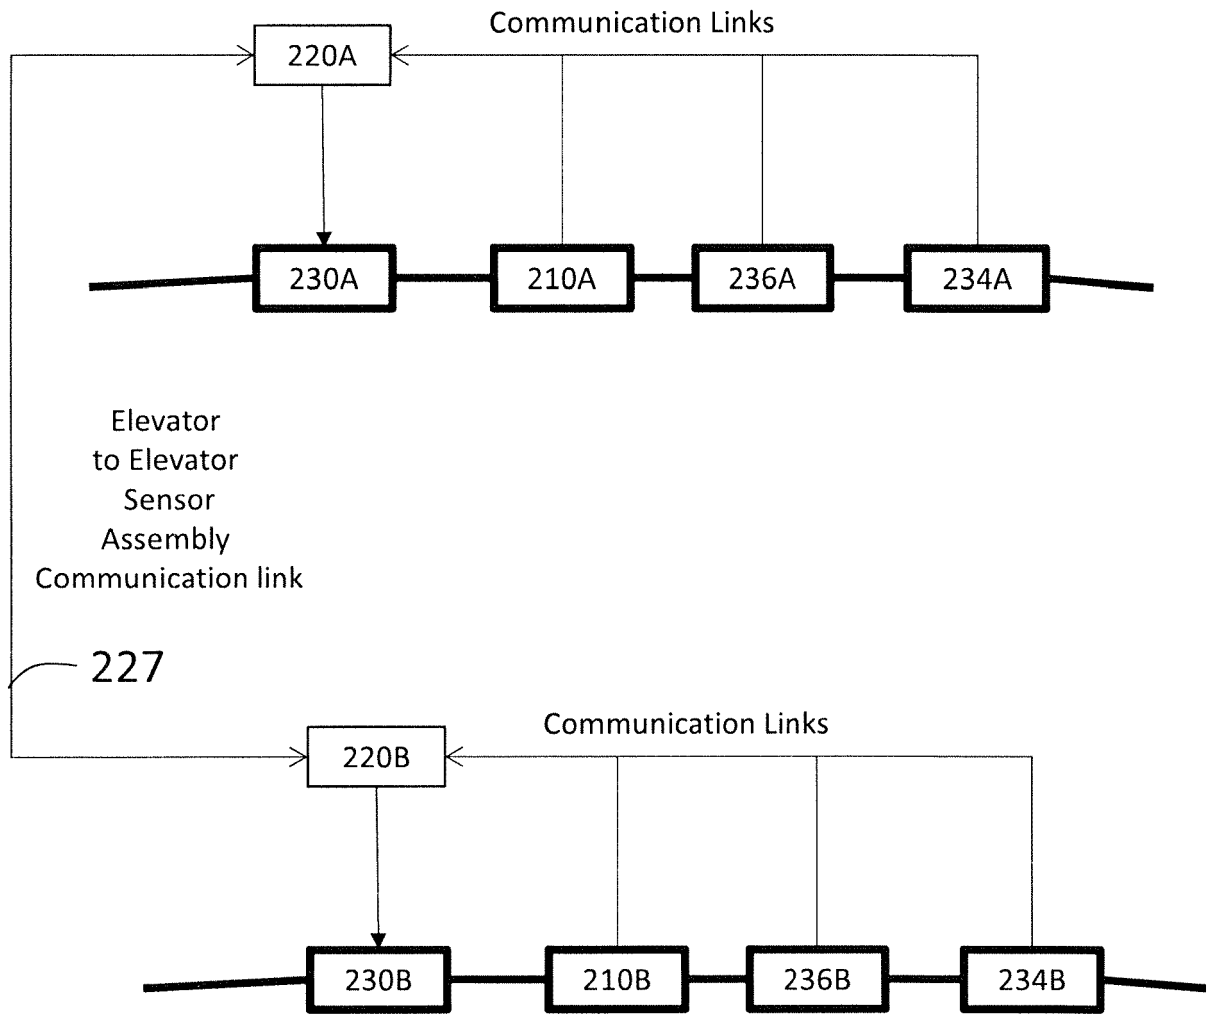 Communication Links
220A
230A
210A
236A
234A
Elevator
to Elevator
Sensor
Assembly
Communication link
227
Communication Links
220B
230B
210B
236B
234B